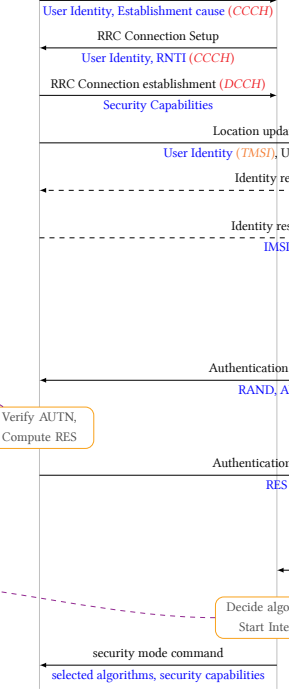 User Identity, Establishment cause (CCCH)
RRC Connection Setup
User Identity, RNTI (CCCH)
RRC Connection establishment (DCCH)
Security Capabilities
Location upda
User Identity (TMSI), U
Identity re
Identity res
IMSI
Authentication
RAND, A
Verify AUTN,
Compute RES
Authentication
RES
Decide algo
Start Inte
security mode command
selected algorithms, security capabilities